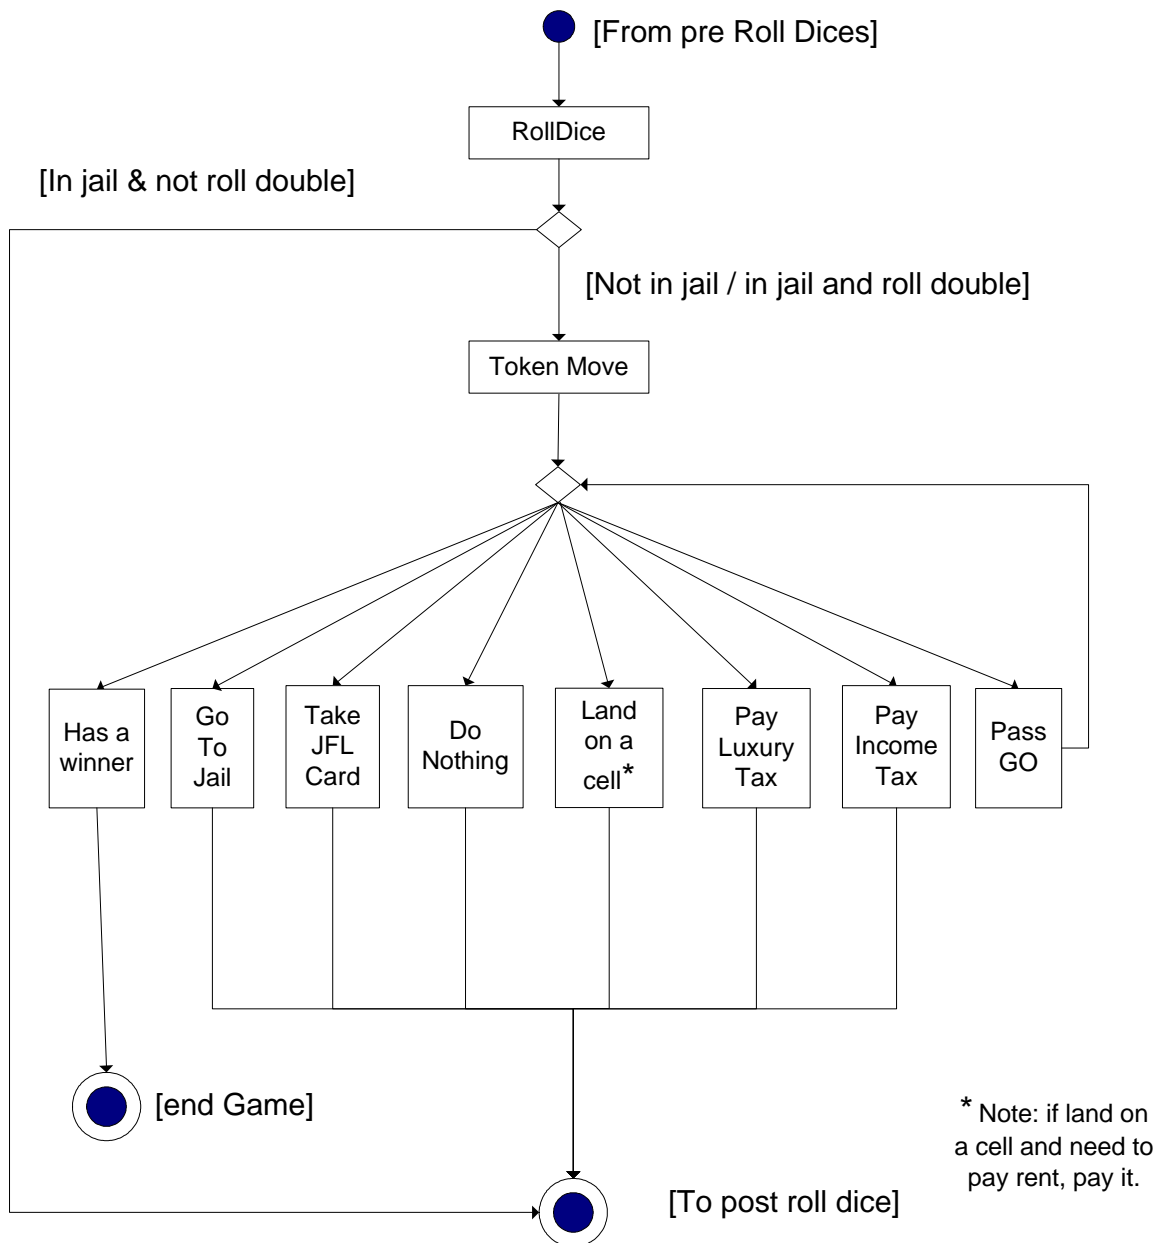 [From pre Roll Dices]
RollDice
[In jail & not roll double]
[Not in jail / in jail and roll double]
Token Move
Has a
winner
Go
To
Jail
Take
JFL
Card
Do
Nothing
Land
on a
cell*
Pay
Luxury
Tax
Pay
Income
Tax
Pass
GO
[end Game]
* Note: if land on
a cell and need to
pay rent, pay it.
[To post roll dice]